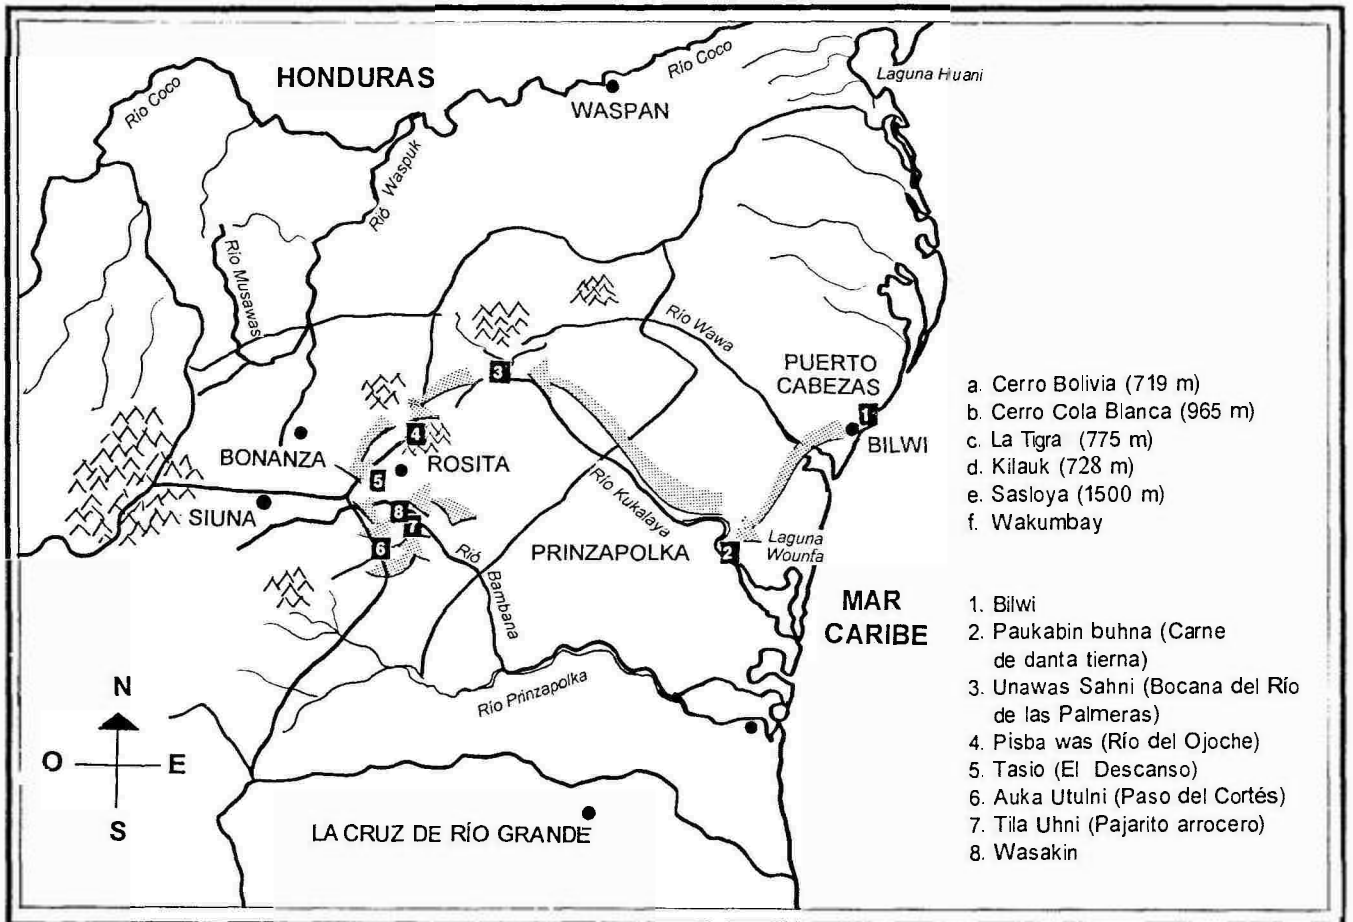 Río Coco
HONDURAS
Río Coco
Laguna Huani
WASPAN
Rió Waspuk
Río Musawas
Río Wawa
PUERTO
CABEZAS
1
BILWI
3
4
BONANZA
ROSITA
5
SIUNA
8
7
6
Río Kukalaya
PRINZAPOLKA
2
Laguna
Wounfa
Rió Bambana
MAR
CARIBE
Río Prinzapolka
N
O
E
S
LA CRUZ DE RÍO GRANDE
a. Cerro Bolivia (719 m)
b. Cerro Cola Blanca (965 m)
c. La Tigra (775 m)
d. Kilauk (728 m)
e. Sasloya (1500 m)
f. Wakumbay
1. Bilwi
2. Paukabin buhna (Carne
de danta tierna)
3. Unawas Sahni (Bocana del Río
de las Palmeras)
4. Pisba was (Río del Ojoche)
5. Tasio (El Descanso)
6. Auka Utulni (Paso del Cortés)
7. Tila Uhni (Pajarito arrocero)
8. Wasakin